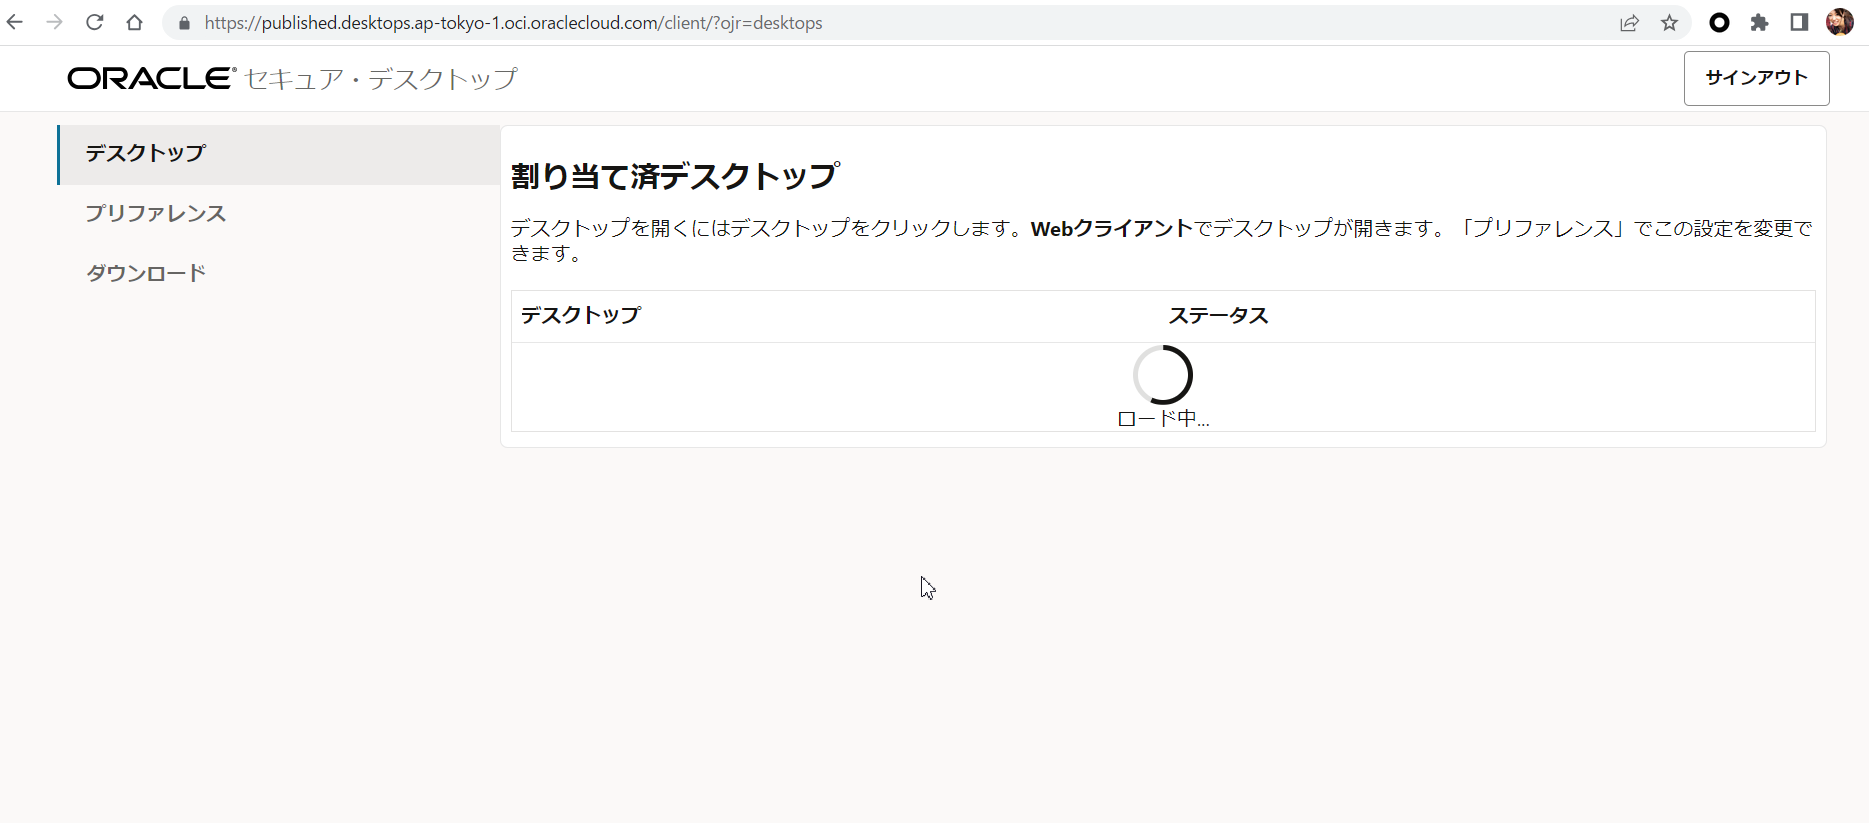 https://published.desktops.ap-tokyo-1.oci.oraclecloud.com/client/?ojr=desktops
ORACLE® セキュア・デスクトップ
サインアウト
デスクトップ
プリファレンス
ダウンロード
割り当て済デスクトップ
デスクトップを開くにはデスクトップをクリックします。Webクライアントでデスクトップが開きます。「プリファレンス」でこの設定を変更で
きます。
デスクトップ ステータス
ロード中...